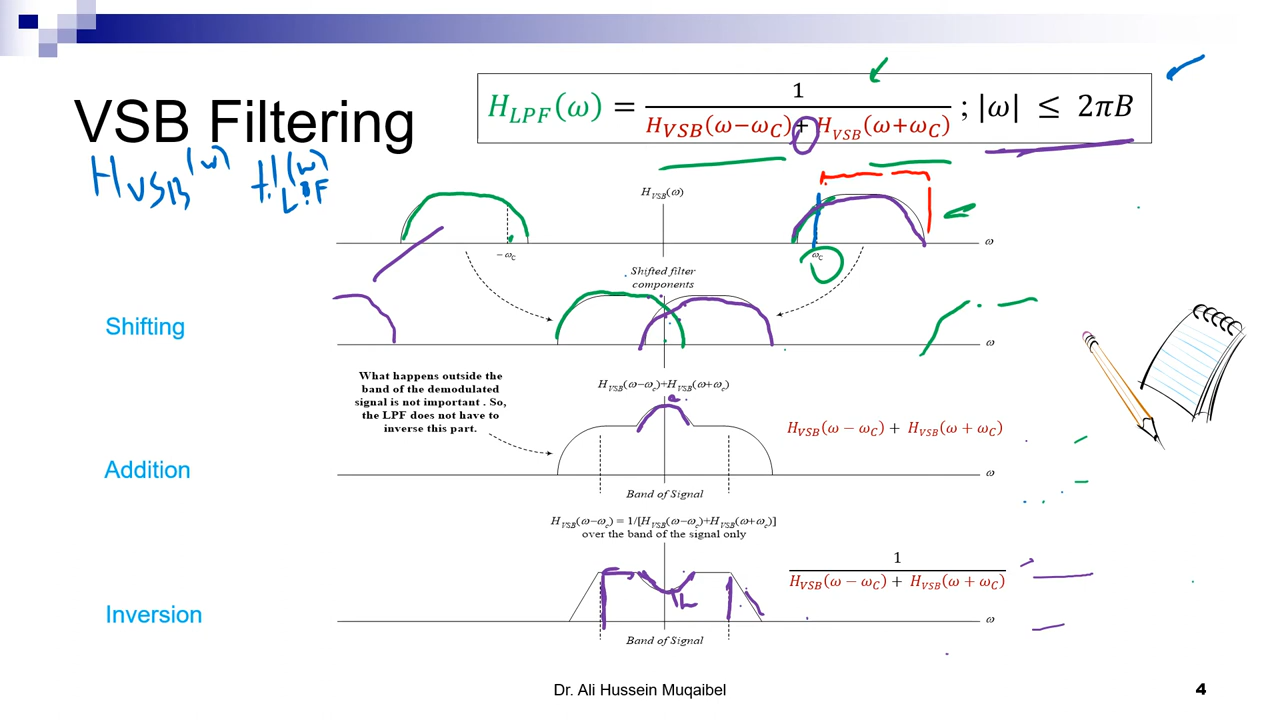 VSB Filtering
H_LPF(ω) = 1 / (H_VSB(ω−ω_C) + H_VSB(ω+ω_C)) ; |ω| ≤ 2πB
H_VSB(ω) H_LPF(ω)
H_VSB(ω)
ω
−ω_C
ω_C
Shifted filter
components
Shifting
ω
What happens outside the
band of the demodulated
signal is not important . So,
the LPF does not have to
inverse this part.
H_VSB(ω−ω_c)+H_VSB(ω+ω_c)
H_VSB(ω − ω_C) + H_VSB(ω + ω_C)
Addition
ω
Band of Signal
H_VSB(ω−ω_c) = 1/[H_VSB(ω−ω_c)+H_VSB(ω+ω_c)]
over the band of the signal only
1 / (H_VSB(ω − ω_C) + H_VSB(ω + ω_C))
Inversion
ω
Band of Signal
Dr. Ali Hussein Muqaibel
4